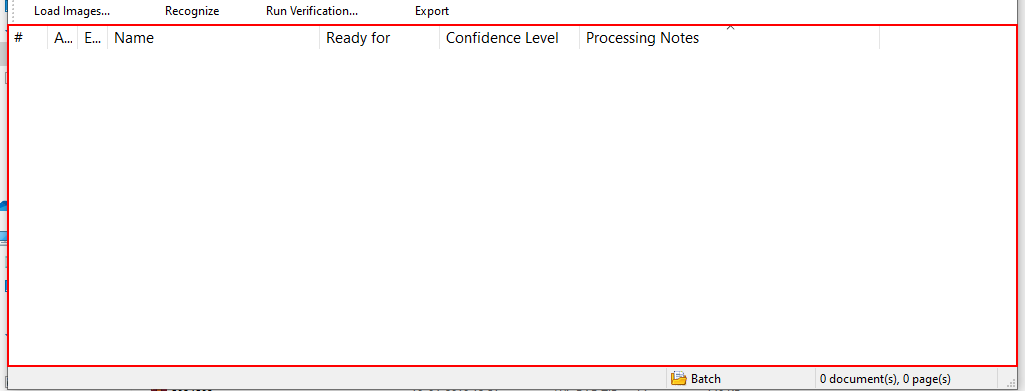 Load Images... Recognize Run Verification... Export
# A... E... Name Ready for Confidence Level Processing Notes
Batch 0 document(s), 0 page(s)